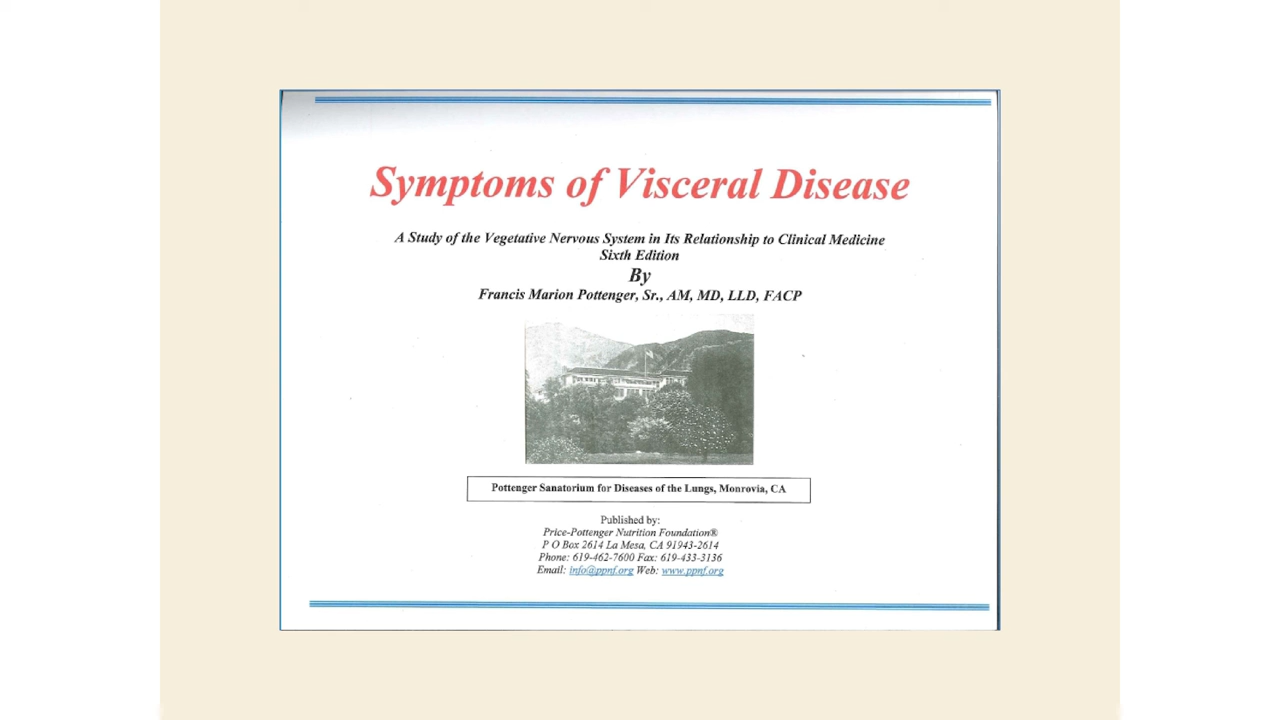 Symptoms of Visceral Disease
A Study of the Vegetative Nervous System in Its Relationship to Clinical Medicine
Sixth Edition
By
Francis Marion Pottenger, Sr., AM, MD, LLD, FACP
Pottenger Sanatorium for Diseases of the Lungs, Monrovia, CA
Published by:
Price-Pottenger Nutrition Foundation®
P O Box 2614 La Mesa, CA 91943-2614
Phone: 619-462-7600 Fax: 619-433-3136
Email: info@ppnf.org Web: www.ppnf.org